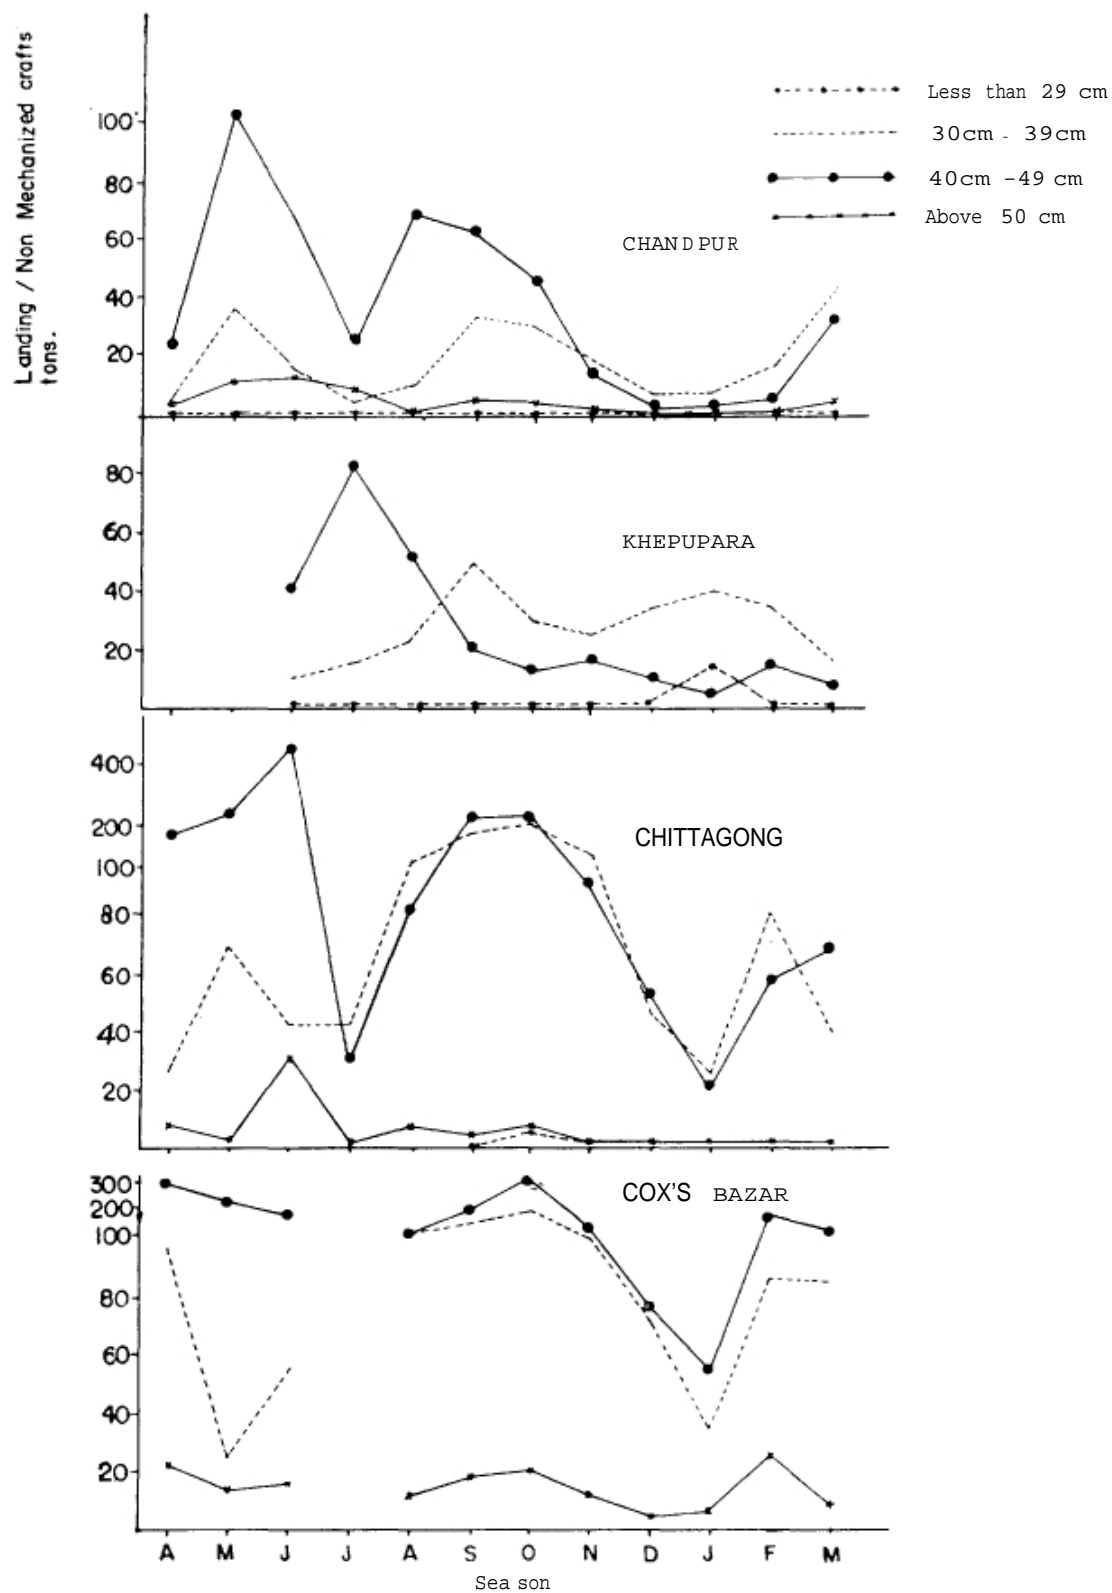 Landing / Non Mechanized crafts
tons.
Less than 29 cm
30cm - 39cm
40cm -49 cm
Above 50 cm
CHANDPUR
100
80
60
40
20
KHEPUPARA
80
60
40
20
CHITTAGONG
400
200
100
80
60
40
20
COX'S BAZAR
300
200
100
80
60
40
20
A M J J A S O N D J F M
Sea son